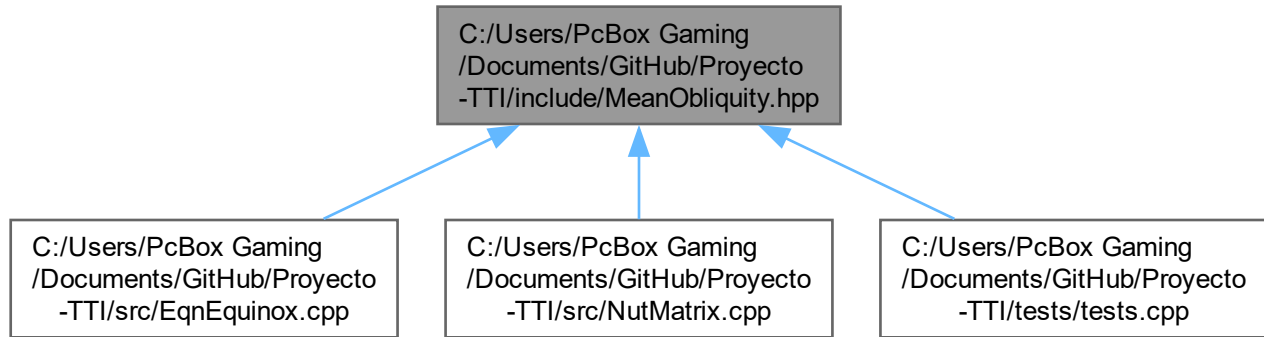 C:/Users/PcBox Gaming
/Documents/GitHub/Proyecto
-TTI/include/MeanObliquity.hpp
C:/Users/PcBox Gaming
/Documents/GitHub/Proyecto
-TTI/src/EqnEquinox.cpp
C:/Users/PcBox Gaming
/Documents/GitHub/Proyecto
-TTI/src/NutMatrix.cpp
C:/Users/PcBox Gaming
/Documents/GitHub/Proyecto
-TTI/tests/tests.cpp